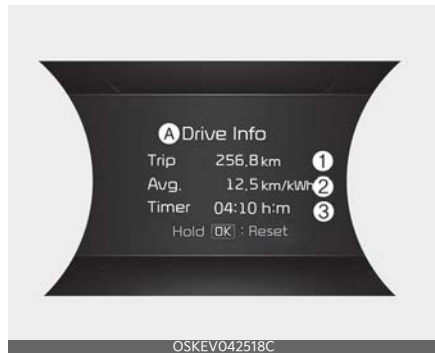 A Drive Info
Trip 256.8 km 1
Avg. 12.5 km/kWh 2
Timer 04:10 h:m 3
Hold OK : Reset
OSKEV042518C